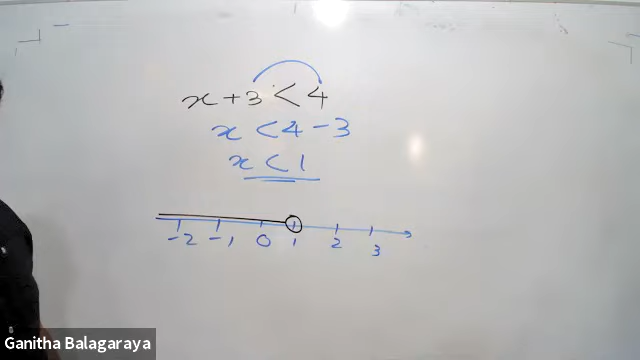 x + 3 < 4
x < 4 - 3
x < 1
-2 -1 0 1 2 3
Ganitha Balagaraya